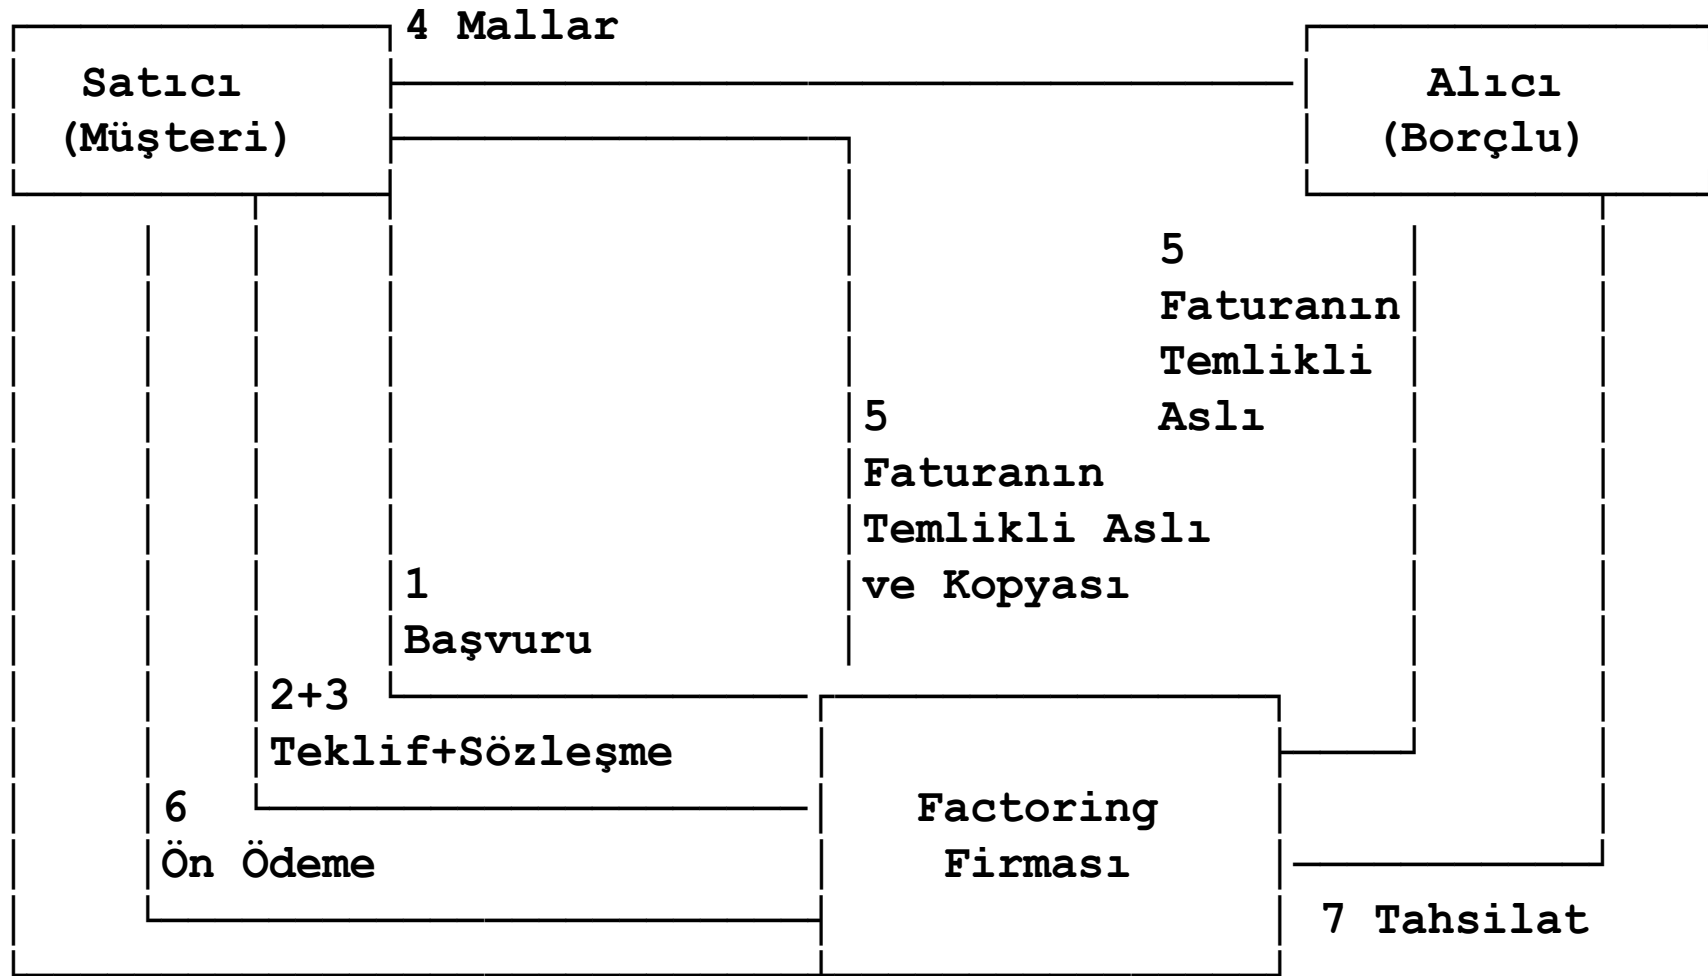 4 Mallar
Satıcı
(Müşteri)
Alıcı
(Borçlu)
5
Faturanın
Temlikli
Aslı
5
Faturanın
Temlikli Aslı
ve Kopyası
1
Başvuru
2+3
Teklif+Sözleşme
6
Ön Ödeme
Factoring
Firması
7 Tahsilat